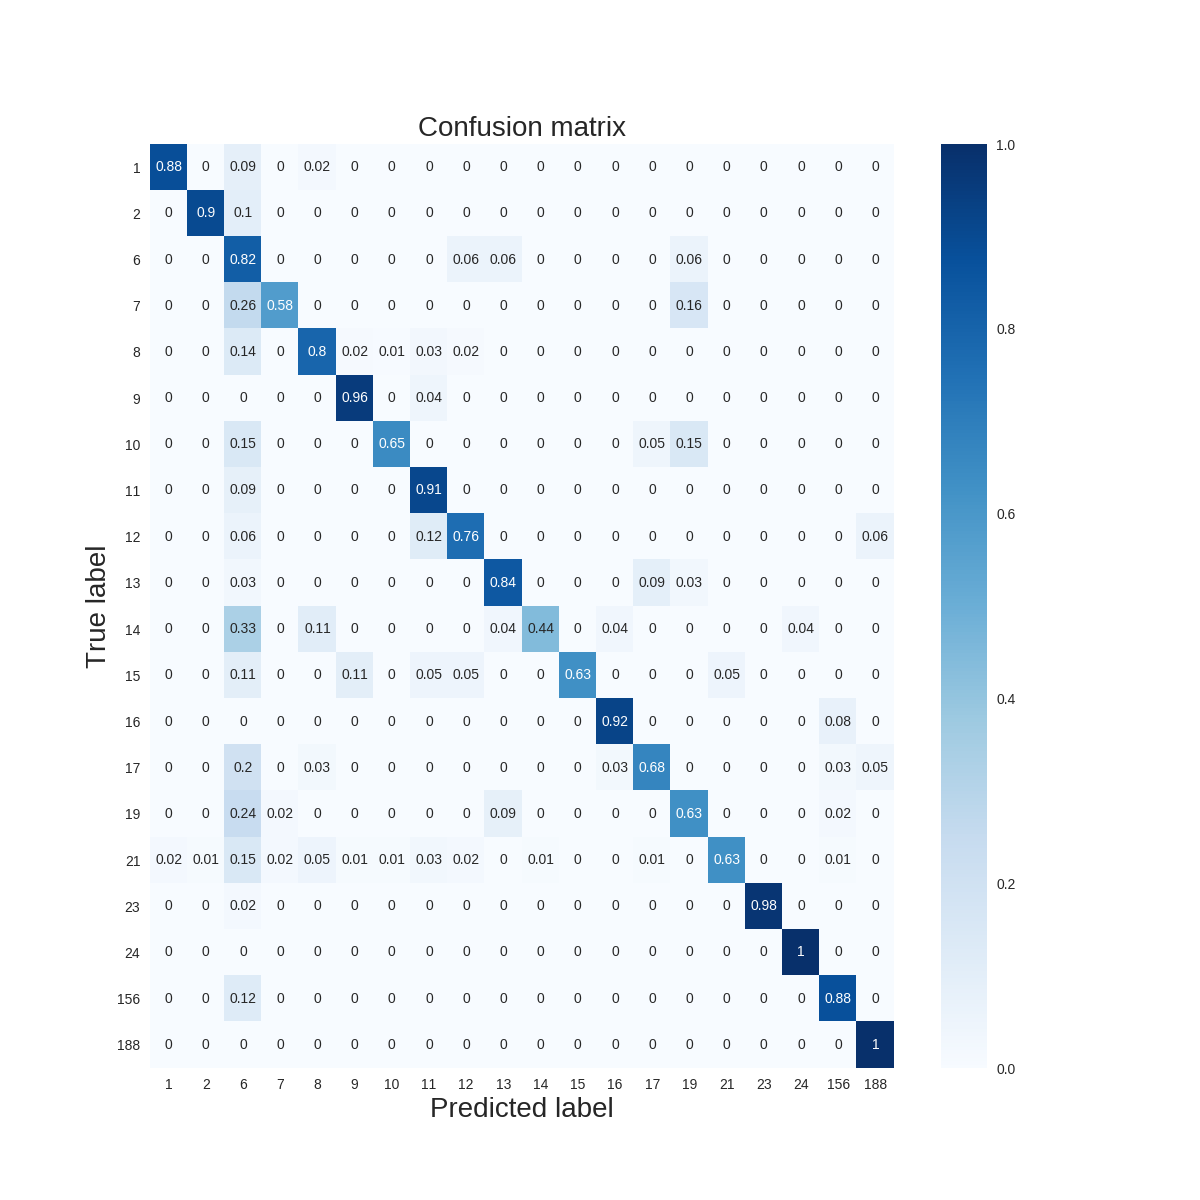 Confusion matrix
1 0.88 0 0.09 0 0.02 0 0 0 0 0 0 0 0 0 0 0 0 0 0 0 1.0
2 0 0.9 0.1 0 0 0 0 0 0 0 0 0 0 0 0 0 0 0 0 0
6 0 0 0.82 0 0 0 0 0 0.06 0.06 0 0 0 0 0.06 0 0 0 0 0
7 0 0 0.26 0.58 0 0 0 0 0 0 0 0 0 0 0.16 0 0 0 0 0
0.8
8 0 0 0.14 0 0.8 0.02 0.01 0.03 0.02 0 0 0 0 0 0 0 0 0 0 0
9 0 0 0 0 0 0.96 0 0.04 0 0 0 0 0 0 0 0 0 0 0 0
10 0 0 0.15 0 0 0 0.65 0 0 0 0 0 0 0.05 0.15 0 0 0 0 0
11 0 0 0.09 0 0 0 0 0.91 0 0 0 0 0 0 0 0 0 0 0 0
0.6
12 0 0 0.06 0 0 0 0 0.12 0.76 0 0 0 0 0 0 0 0 0 0 0.06
13 0 0 0.03 0 0 0 0 0 0 0.84 0 0 0 0.09 0.03 0 0 0 0 0
True label
14 0 0 0.33 0 0.11 0 0 0 0 0.04 0.44 0 0.04 0 0 0 0 0.04 0 0
15 0 0 0.11 0 0 0.11 0 0.05 0.05 0 0 0.63 0 0 0 0.05 0 0 0 0
0.4
16 0 0 0 0 0 0 0 0 0 0 0 0 0.92 0 0 0 0 0 0.08 0
17 0 0 0.2 0 0.03 0 0 0 0 0 0 0 0.03 0.68 0 0 0 0 0.03 0.05
19 0 0 0.24 0.02 0 0 0 0 0 0.09 0 0 0 0 0.63 0 0 0 0.02 0
21 0.02 0.01 0.15 0.02 0.05 0.01 0.01 0.03 0.02 0 0.01 0 0 0.01 0 0.63 0 0 0.01 0
0.2
23 0 0 0.02 0 0 0 0 0 0 0 0 0 0 0 0 0 0.98 0 0 0
24 0 0 0 0 0 0 0 0 0 0 0 0 0 0 0 0 0 1 0 0
156 0 0 0.12 0 0 0 0 0 0 0 0 0 0 0 0 0 0 0 0.88 0
188 0 0 0 0 0 0 0 0 0 0 0 0 0 0 0 0 0 0 0 1
0.0
1 2 6 7 8 9 10 11 12 13 14 15 16 17 19 21 23 24 156 188
Predicted label